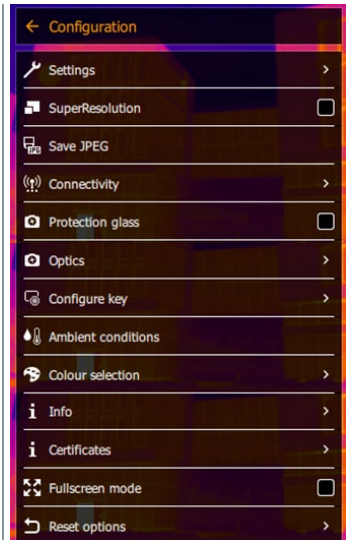 Configuration
Settings
SuperResolution
JPG
Save JPEG
Connectivity
Protection glass
Optics
Configure key
Ambient conditions
Colour selection
Info
Certificates
Fullscreen mode
Reset options